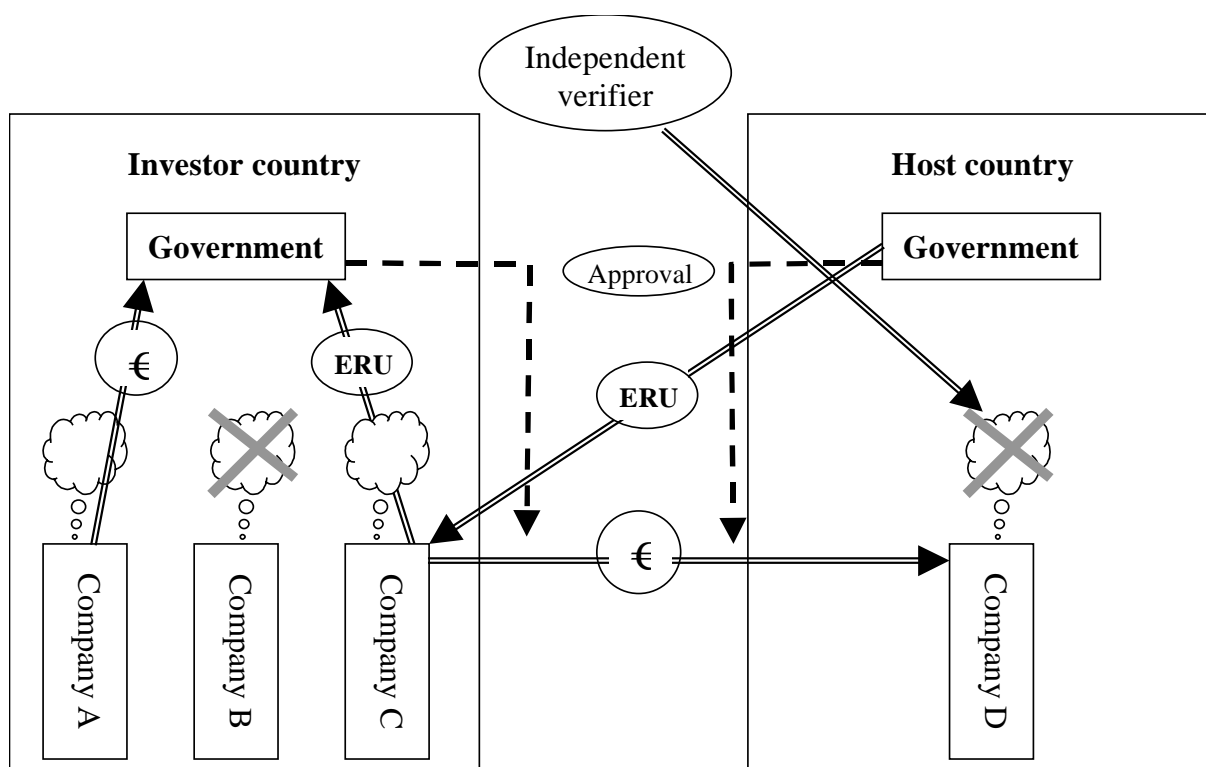 Independent
verifier
Investor country
Host country
Government
Government
Approval
€
ERU
ERU
€
Company A
Company B
Company C
Company D